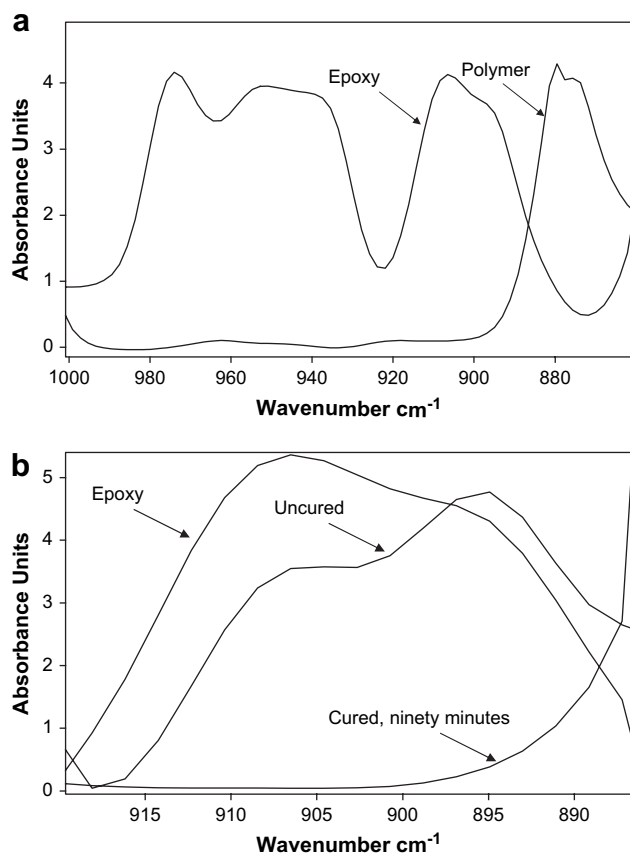 a
Absorbance Units
4
3
2
1
0
Epoxy
Polymer
1000 980 960 940 920 900 880
Wavenumber cm⁻¹
b
Absorbance Units
5
4
3
2
1
0
Epoxy
Uncured
Cured, ninety minutes
915 910 905 900 895 890
Wavenumber cm⁻¹